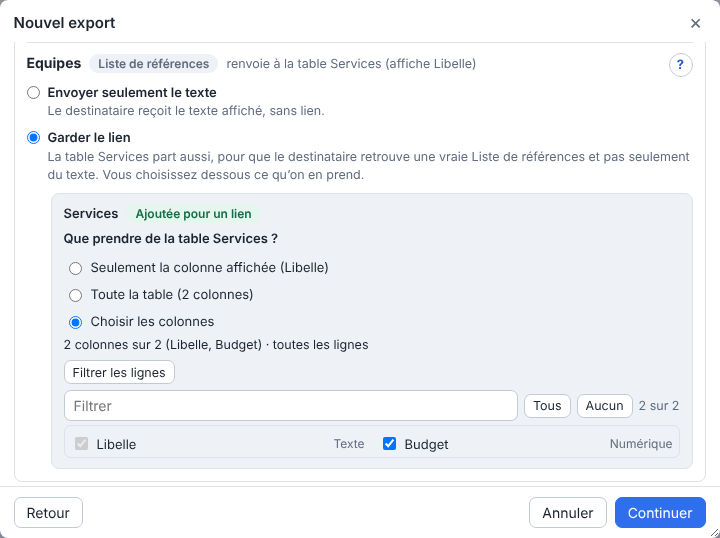 Nouvel export
Equipes Liste de références renvoie à la table Services (affiche Libelle) ?
Envoyer seulement le texte
Le destinataire reçoit le texte affiché, sans lien.
Garder le lien
La table Services part aussi, pour que le destinataire retrouve une vraie Liste de références et pas seulement
du texte. Vous choisissez dessous ce qu’on en prend.
Services Ajoutée pour un lien
Que prendre de la table Services ?
Seulement la colonne affichée (Libelle)
Toute la table (2 colonnes)
Choisir les colonnes
2 colonnes sur 2 (Libelle, Budget) · toutes les lignes
Filtrer les lignes
Filtrer Tous Aucun 2 sur 2
Libelle Texte Budget Numérique
Retour Annuler Continuer